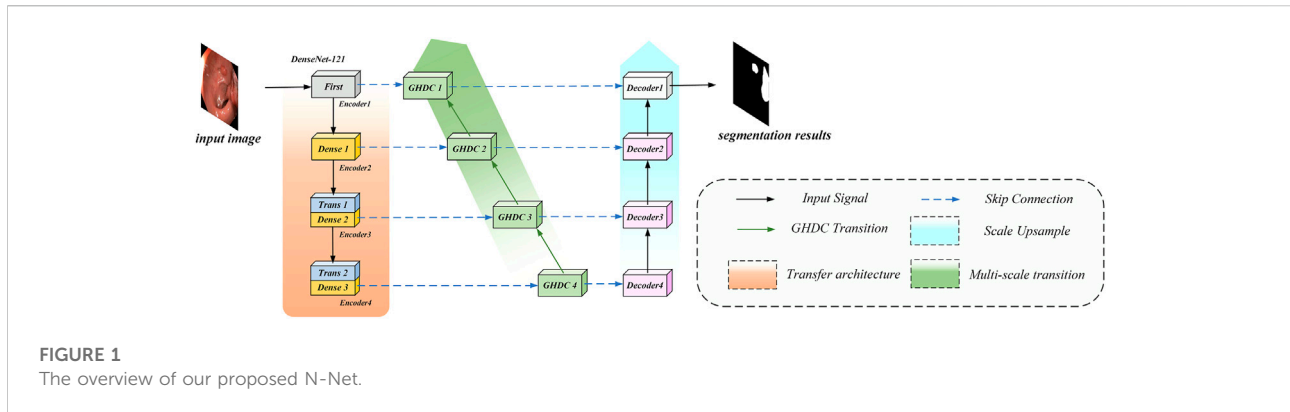 DenseNet-121
First
Encoder1
GHDC 1
Decoder1
input image
segmentation results
Dense 1
Encoder2
GHDC 2
Decoder2
Trans 1
Dense 2
Encoder3
GHDC 3
Decoder3
Trans 2
Dense 3
Encoder4
GHDC 4
Decoder4
Input Signal
Skip Connection
GHDC Transition
Scale Upsample
Transfer architecture
Multi-scale transition
FIGURE 1
The overview of our proposed N-Net.